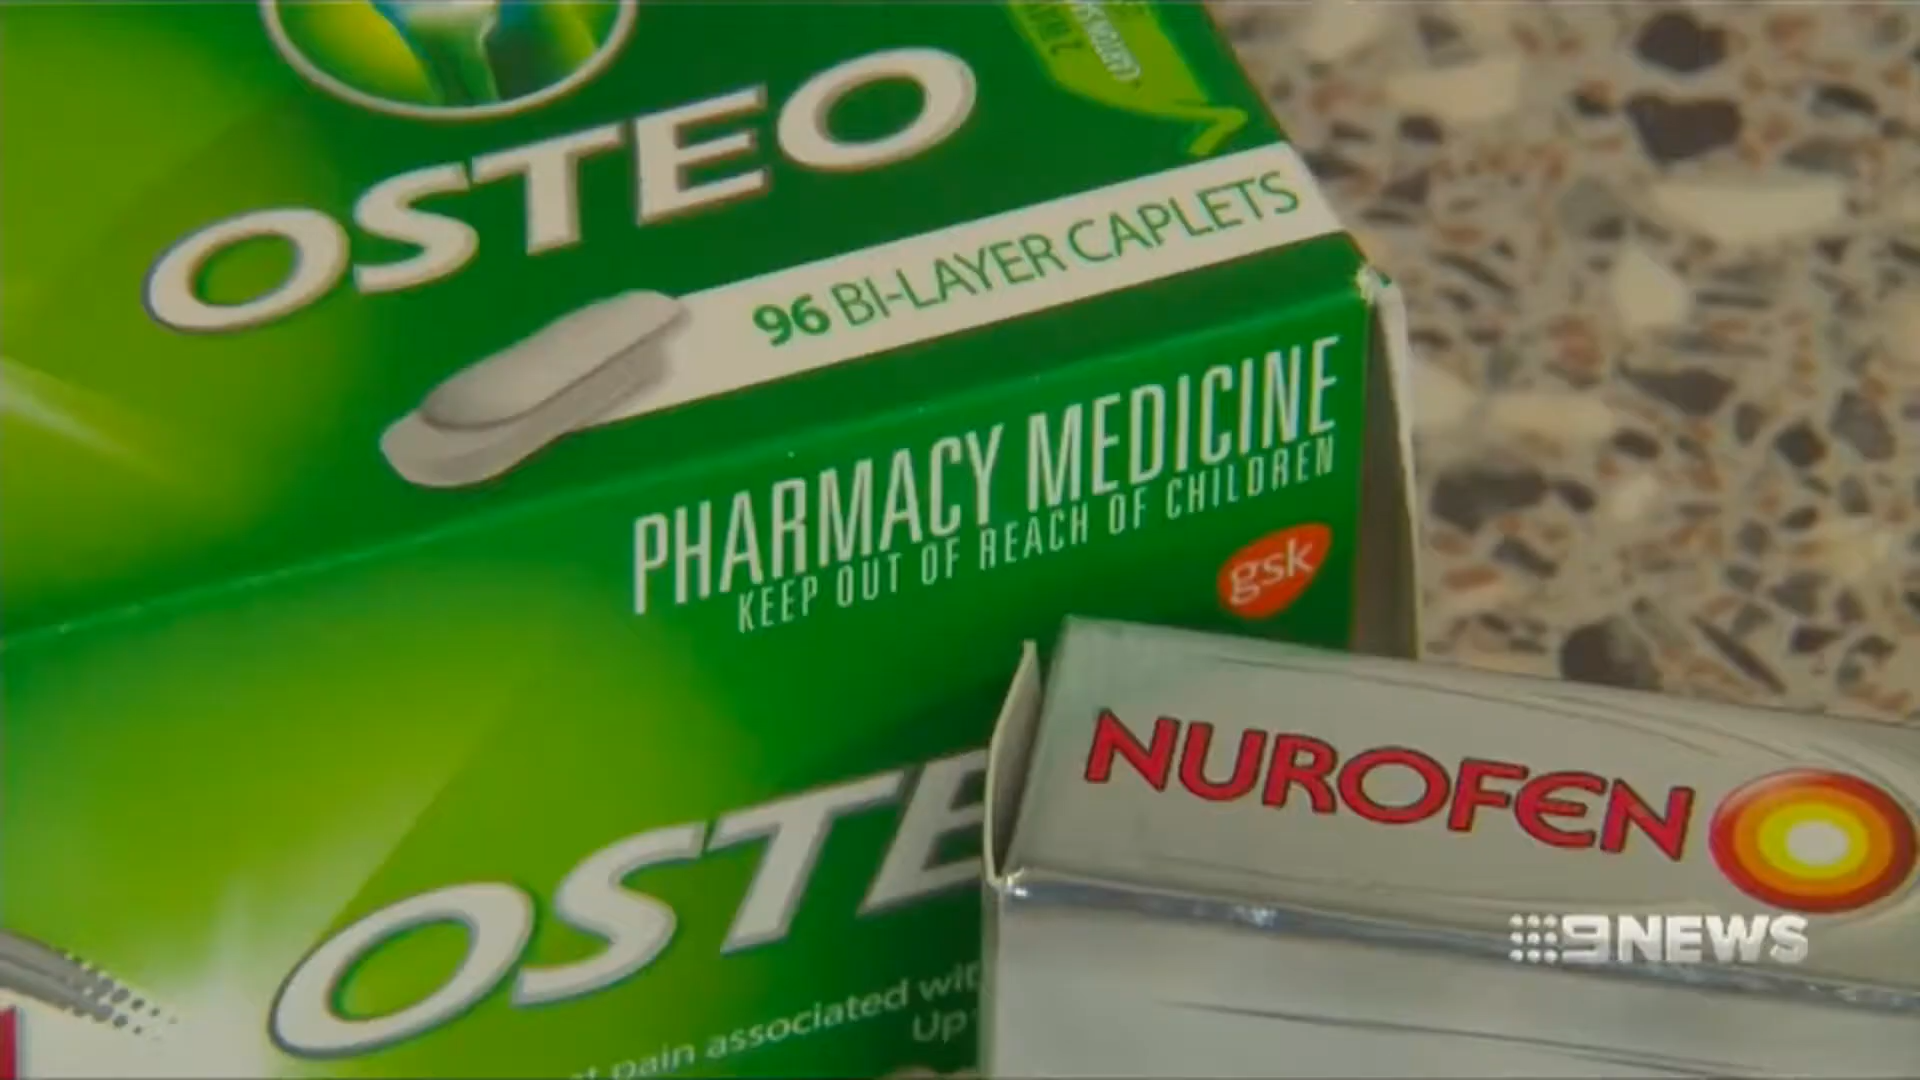 OSTEO
96 BI-LAYER CAPLETS
PHARMACY MEDICINE
KEEP OUT OF REACH OF CHILDREN
gsk
NUROFEN
OSTE
pain associated wit
Up
9NEWS